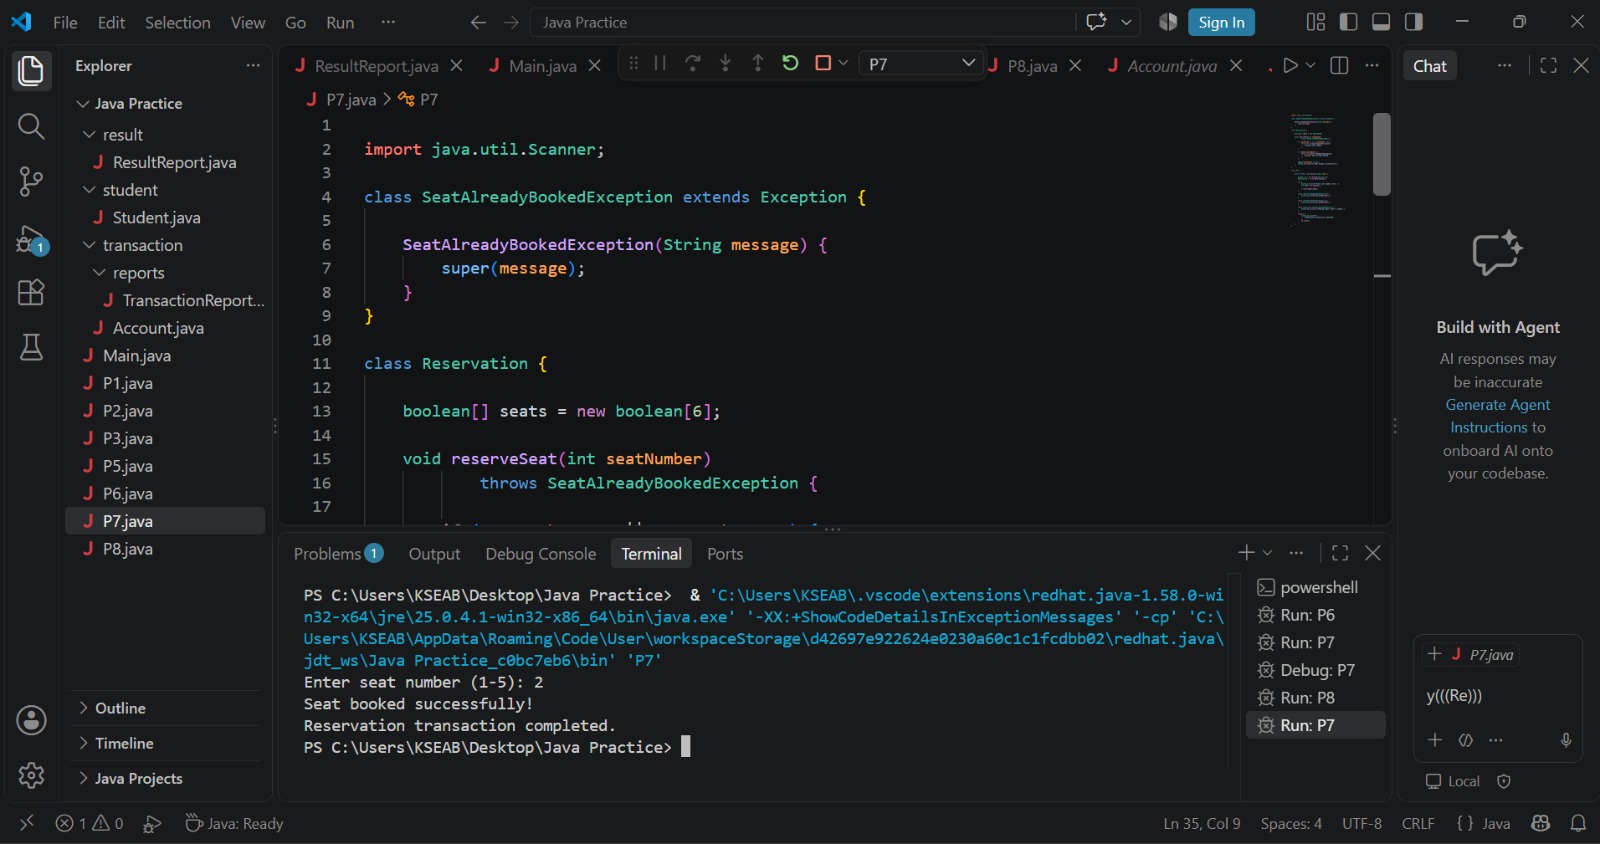 File Edit Selection View Go Run ··· Java Practice Sign In
Explorer ···
Java Practice
result
ResultReport.java
student
Student.java
transaction
reports
TransactionReport...
Account.java
Main.java
P1.java
P2.java
P3.java
P5.java
P6.java
P7.java
P8.java
Outline
Timeline
Java Projects
1
ResultReport.java Main.java P7 P8.java Account.java ···
P7.java > P7
1
2 import java.util.Scanner;
3
4 class SeatAlreadyBookedException extends Exception {
5
6 SeatAlreadyBookedException(String message) {
7 super(message);
8 }
9 }
10
11 class Reservation {
12
13 boolean[] seats = new boolean[6];
14
15 void reserveSeat(int seatNumber)
16 throws SeatAlreadyBookedException {
17
Problems 1 Output Debug Console Terminal Ports
PS C:\Users\KSEAB\Desktop\Java Practice> & 'C:\Users\KSEAB\.vscode\extensions\redhat.java-1.58.0-wi
n32-x64\jre\25.0.4.1-win32-x86_64\bin\java.exe' '-XX:+ShowCodeDetailsInExceptionMessages' '-cp' 'C:\
Users\KSEAB\AppData\Roaming\Code\User\workspaceStorage\d42697e922624e0230a60c1c1fcdbb02\redhat.java\
jdt_ws\Java Practice_c0bc7eb6\bin' 'P7'
Enter seat number (1-5): 2
Seat booked successfully!
Reservation transaction completed.
PS C:\Users\KSEAB\Desktop\Java Practice>
powershell
Run: P6
Run: P7
Debug: P7
Run: P8
Run: P7
Chat ···
Build with Agent
AI responses may
be inaccurate
Generate Agent
Instructions to
onboard AI onto
your codebase.
P7.java
y(((Re)))
Local
1 0 Java: Ready Ln 35, Col 9 Spaces: 4 UTF-8 CRLF {} Java